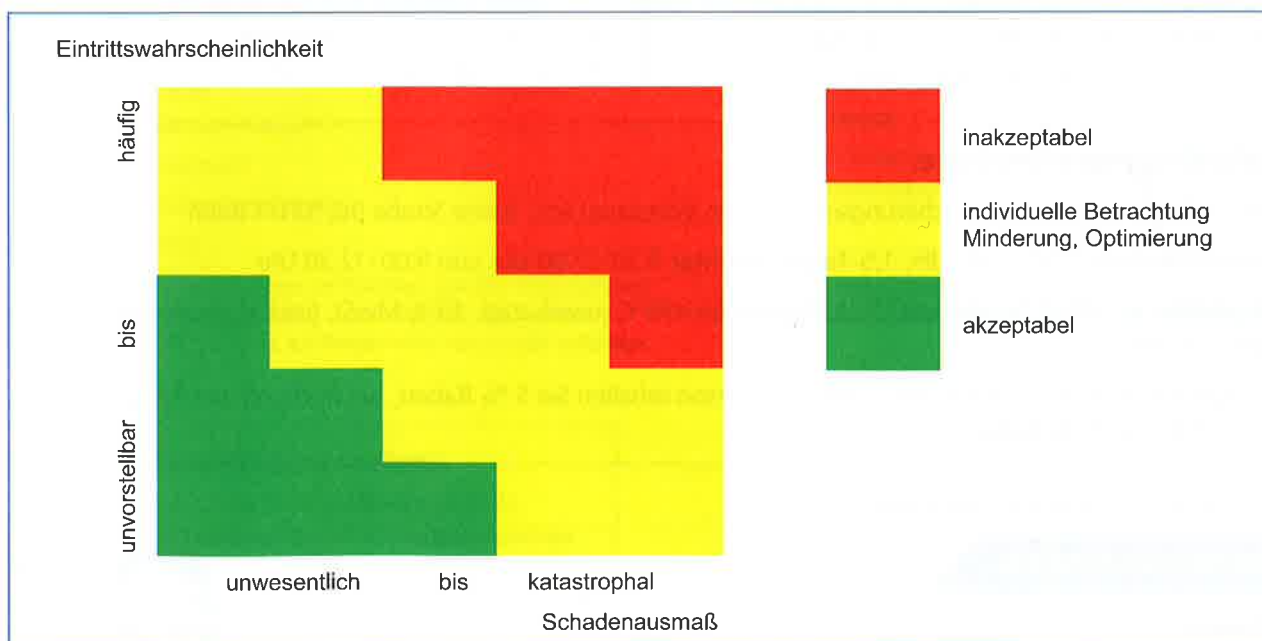 Eintrittswahrscheinlichkeit
häufig
bis
unvorstellbar
unwesentlich bis katastrophal
Schadenausmaß
inakzeptabel
individuelle Betrachtung
Minderung, Optimierung
akzeptabel